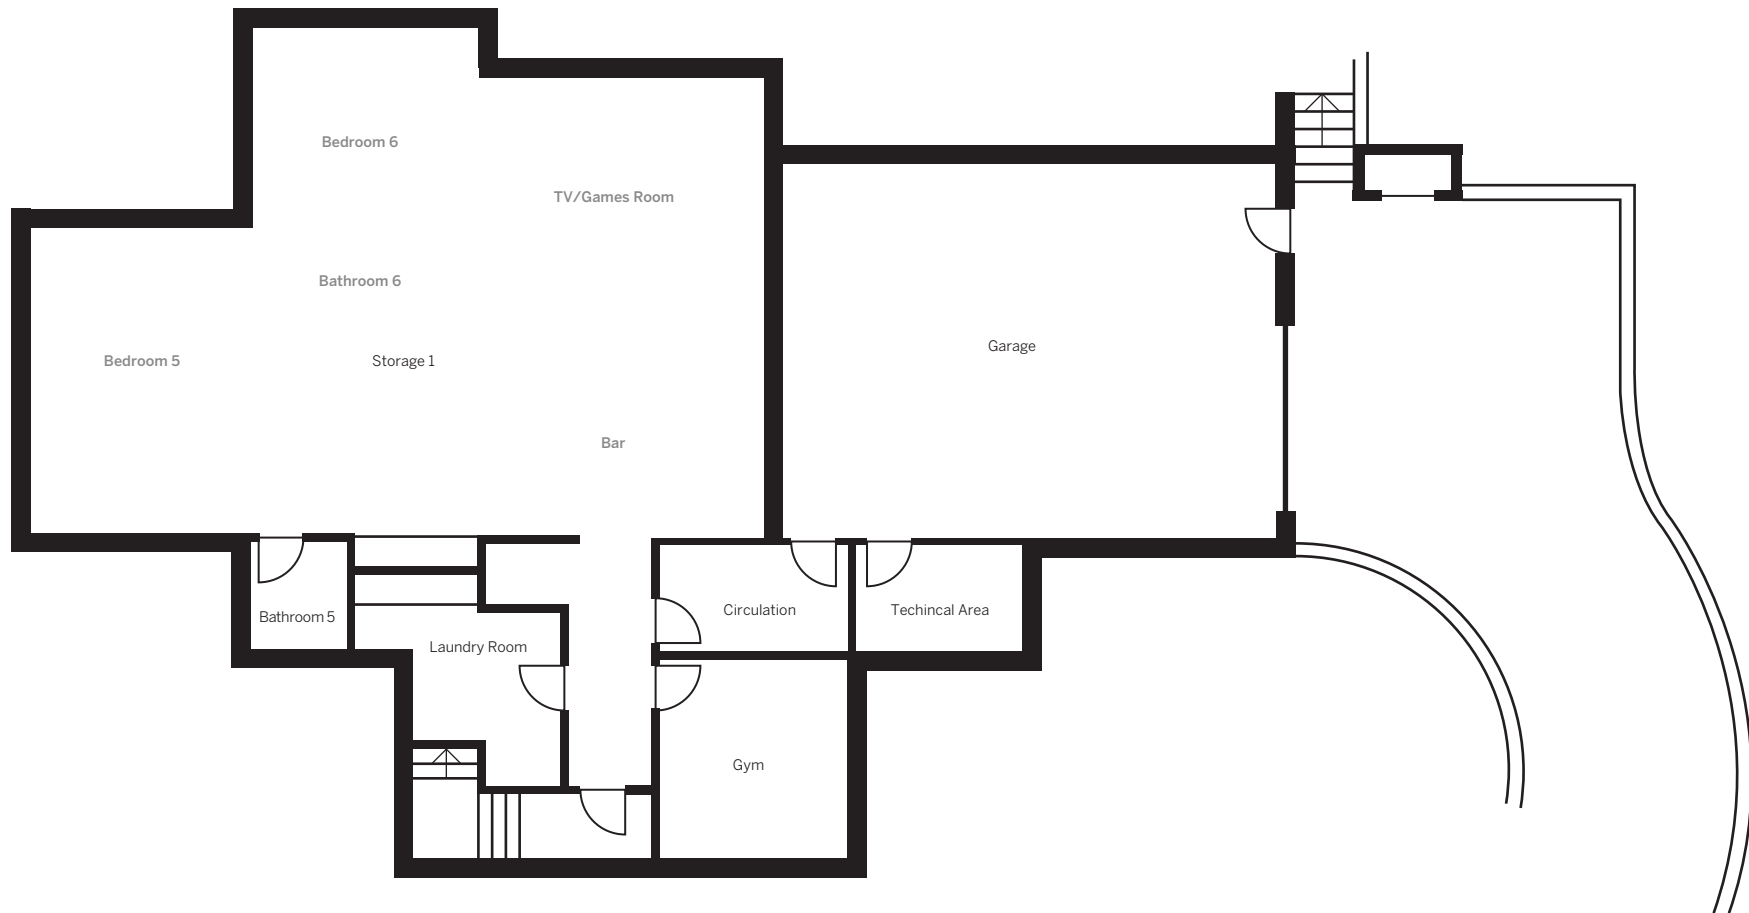 Bedroom 6
TV/Games Room
Bathroom 6
Garage
Bedroom 5
Storage 1
Bar
Circulation
Techincal Area
Bathroom 5
Laundry Room
Gym